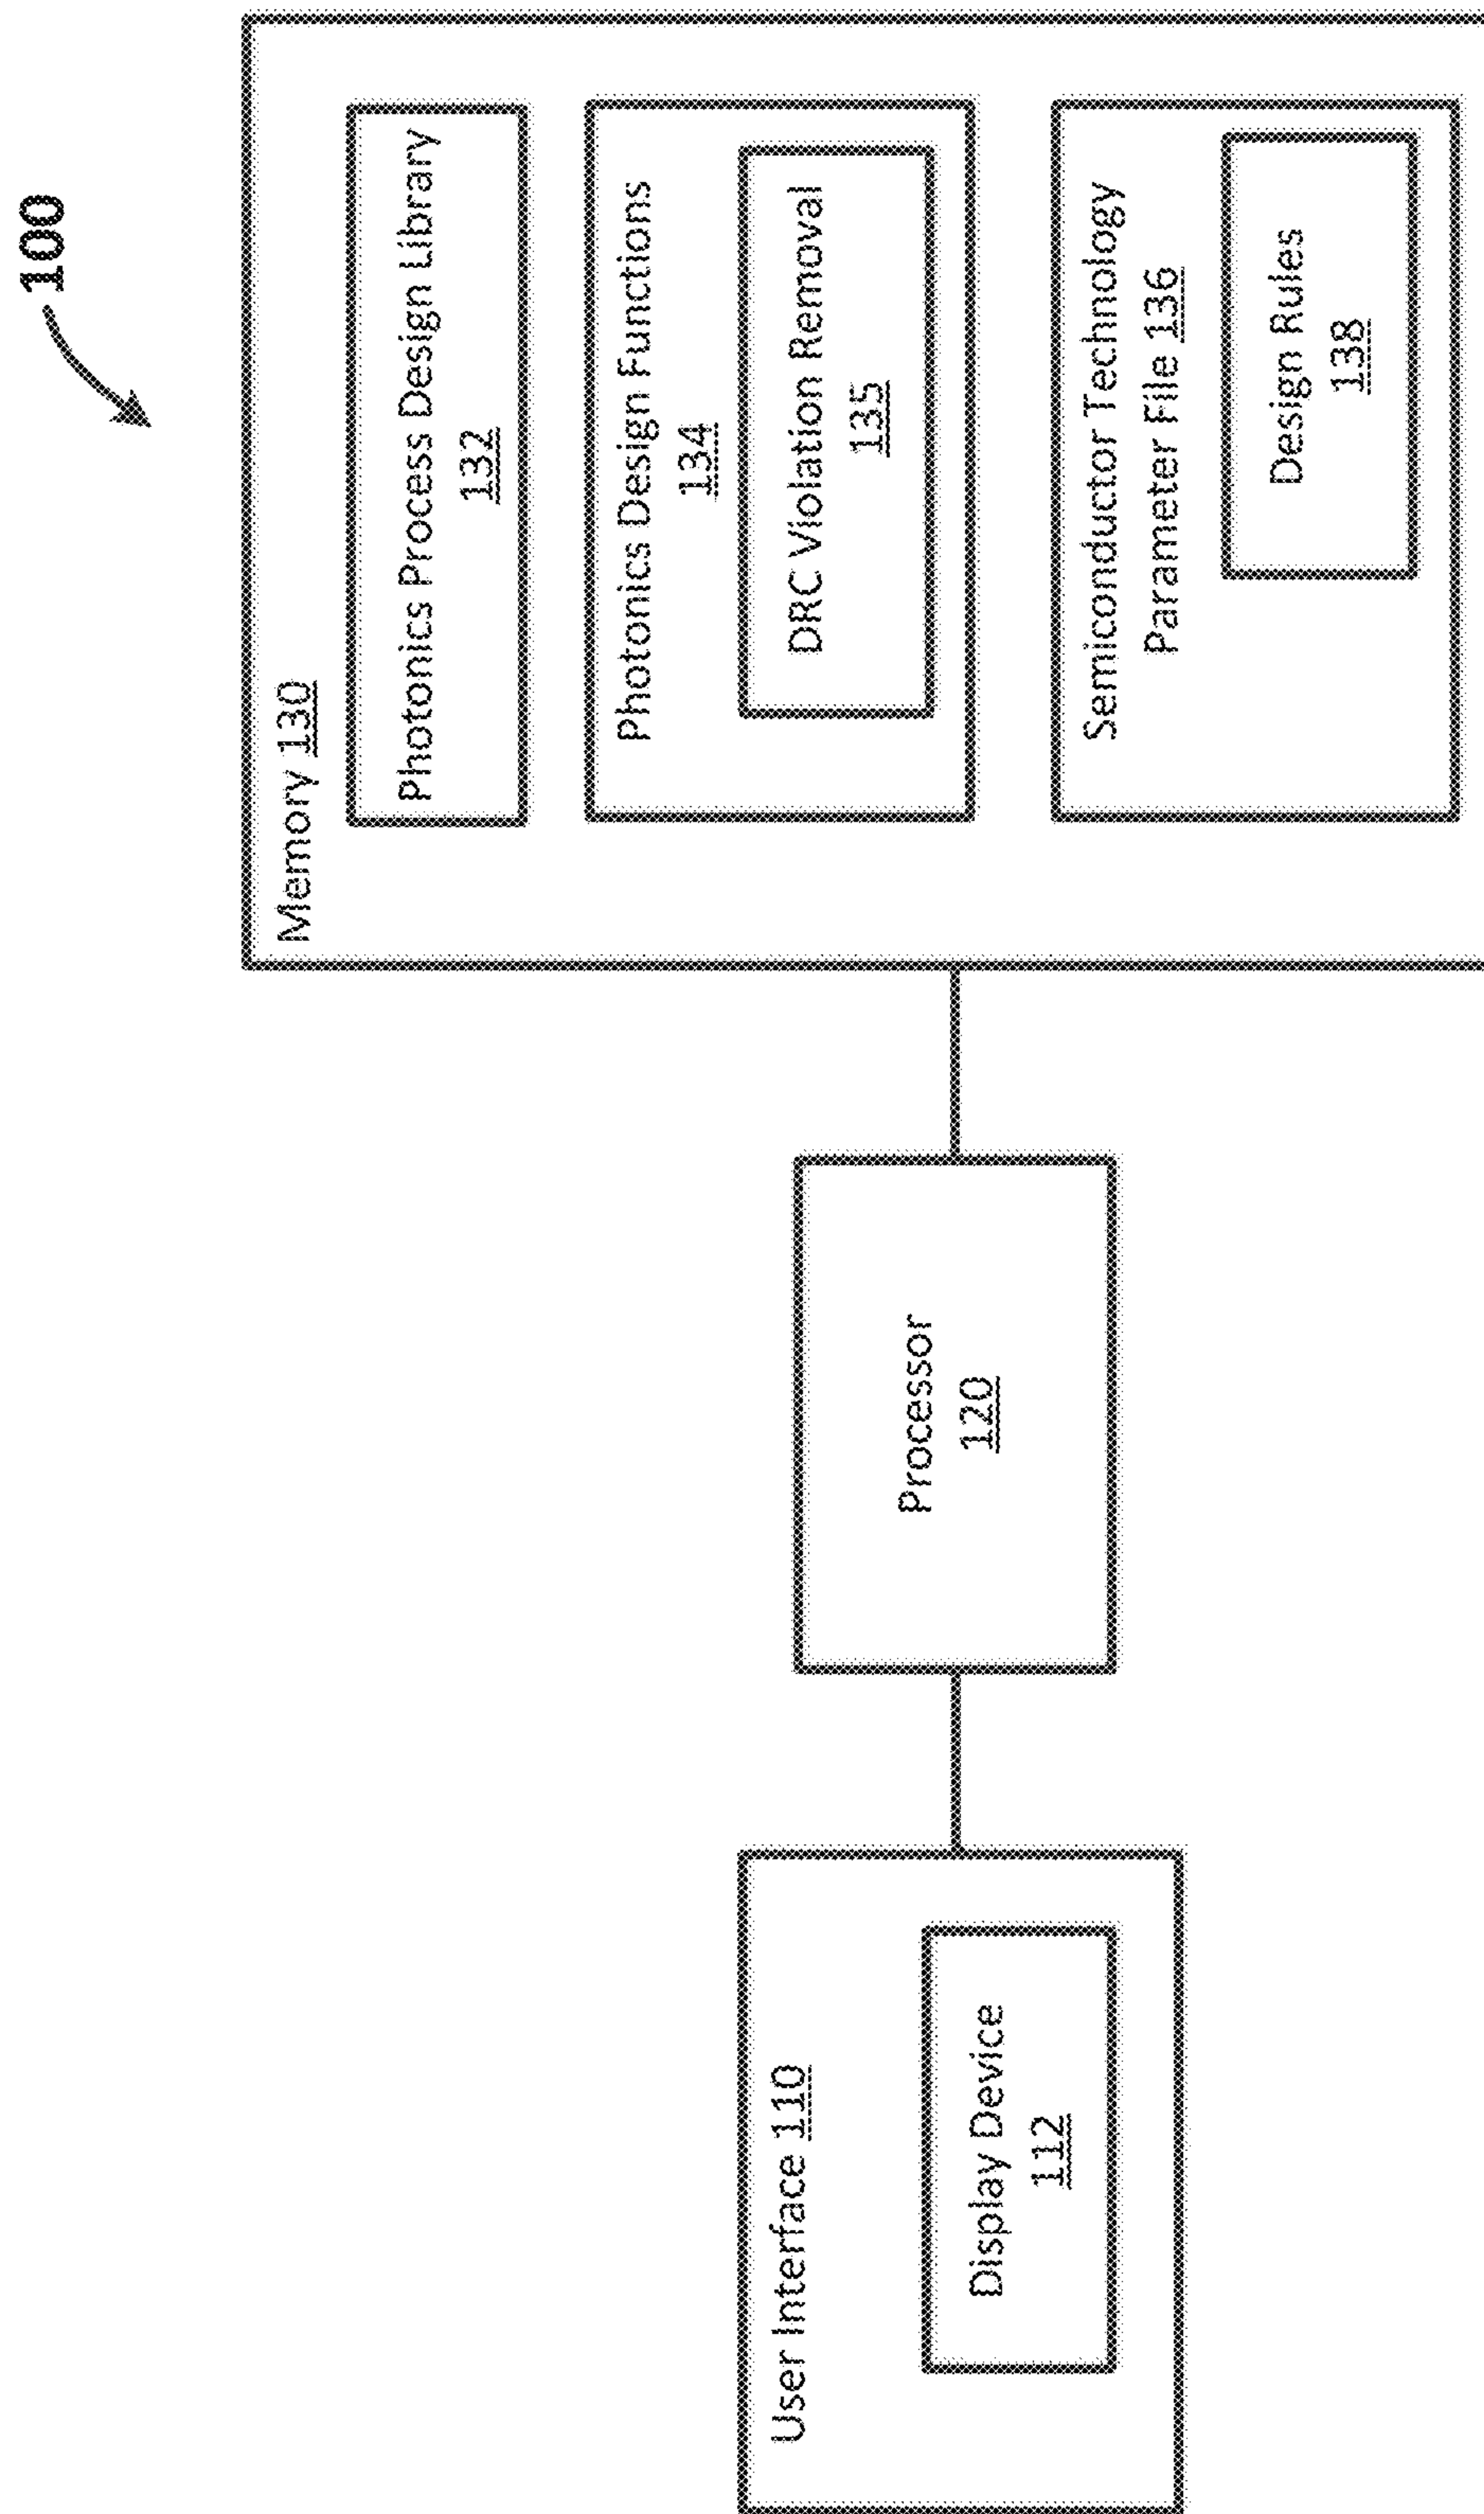 100
User Interface 110
Display Device
112
Processor
120
Memory 130
Photonics Process Design Library
132
Photonics Design Functions
134
DRC Violation Removal
135
Semiconductor Technology
Parameter File 136
Design Rules
138